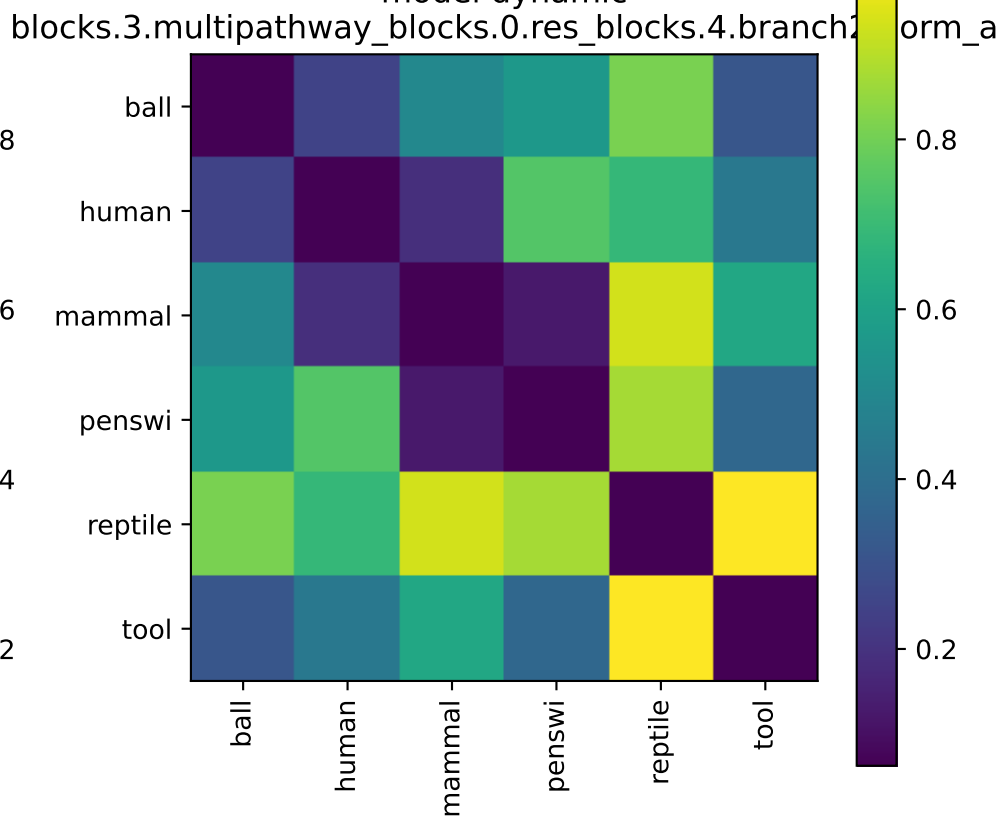 model dynamic
blocks.3.multipathway_blocks.0.res_blocks.4.branch2 orm_a
ball
human
mammal
penswi
reptile
tool
ball
human
mammal
penswi
reptile
tool
8
6
4
2
0.8
0.6
0.4
0.2